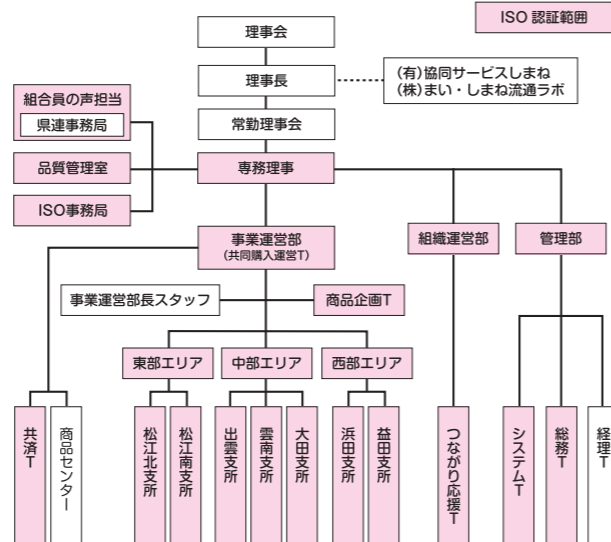 ISO 認証範囲
理事会
理事長
(有)協同サービスしまね
(株)まい・しまね流通ラボ
組合員の声担当
県連事務局
常勤理事会
品質管理室
専務理事
ISO事務局
事業運営部
(共同購入運営T)
組織運営部
管理部
事業運営部長スタッフ
商品企画T
東部エリア
中部エリア
西部エリア
共済T
商品センター
松江北支所
松江南支所
出雲支所
雲南支所
大田支所
浜田支所
益田支所
つながり応援T
システムT
総務T
経理T